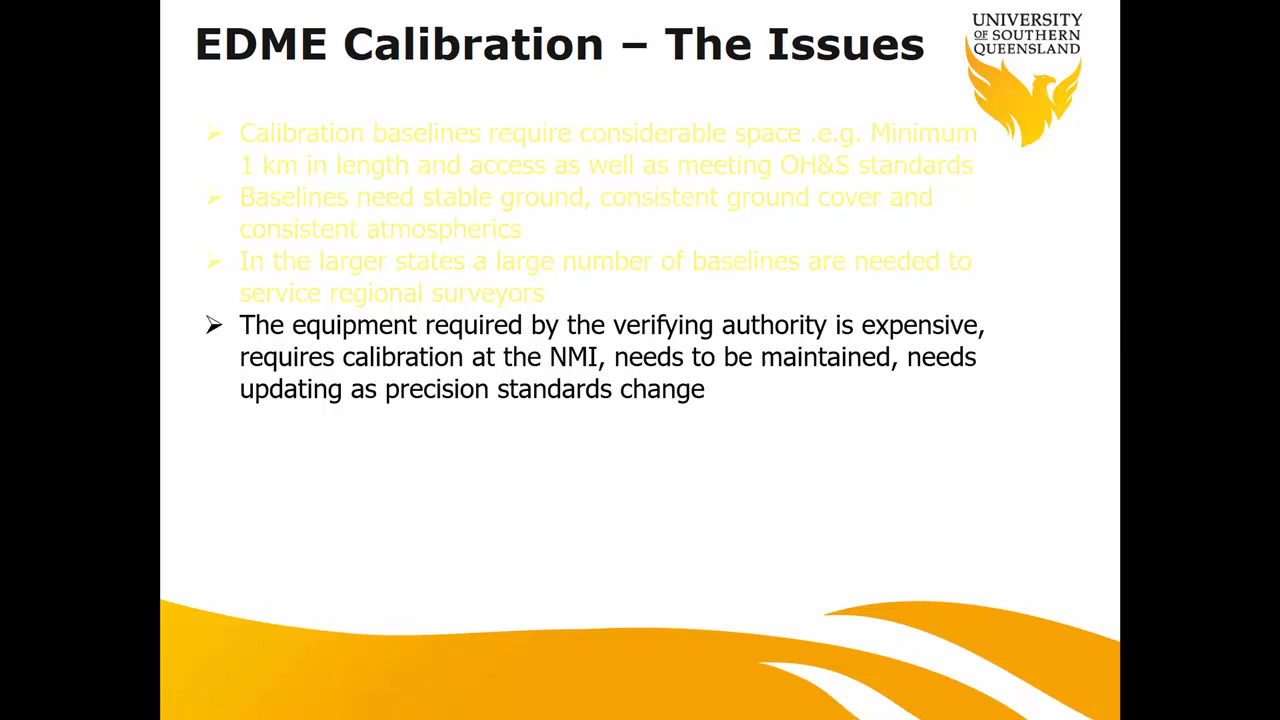 EDME Calibration – The Issues
UNIVERSITY
OF SOUTHERN
QUEENSLAND
➢ Calibration baselines require considerable space .e.g. Minimum
1 km in length and access as well as meeting OH&S standards
➢ Baselines need stable ground, consistent ground cover and
consistent atmospherics
➢ In the larger states a large number of baselines are needed to
service regional surveyors
➢ The equipment required by the verifying authority is expensive,
requires calibration at the NMI, needs to be maintained, needs
updating as precision standards change